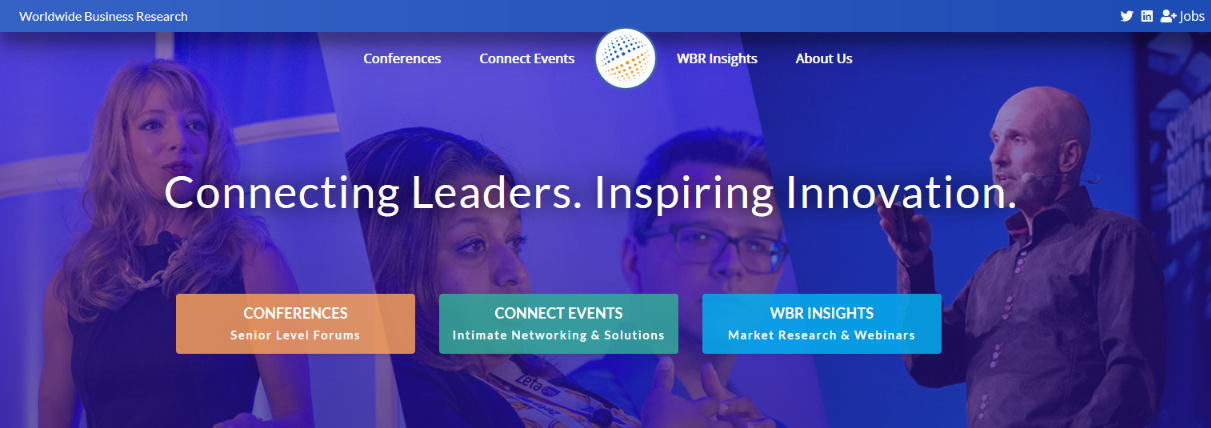 Worldwide Business Research
Jobs
Conferences
Connect Events
WBR Insights
About Us
Connecting Leaders. Inspiring Innovation.
CONFERENCES
Senior Level Forums
CONNECT EVENTS
Intimate Networking & Solutions
WBR INSIGHTS
Market Research & Webinars
zeta